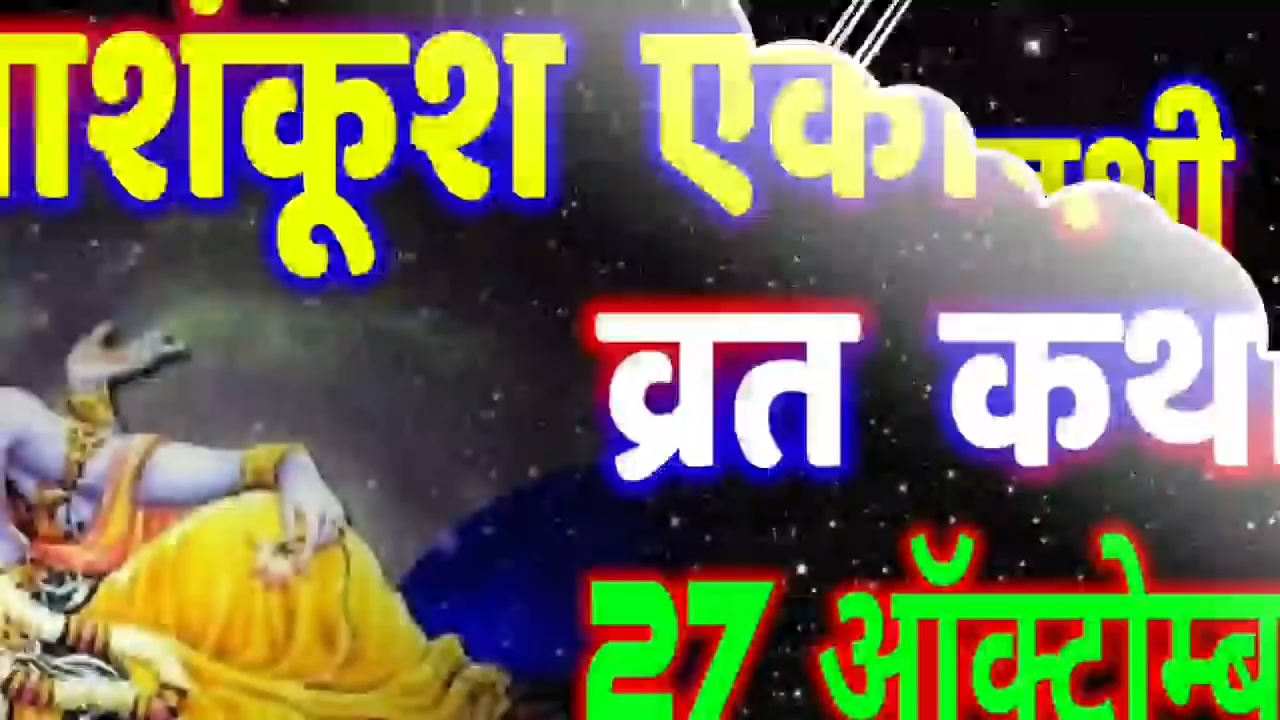 ाशंकूश एका
व्रत कथा
27 ऑक्टोम्ब